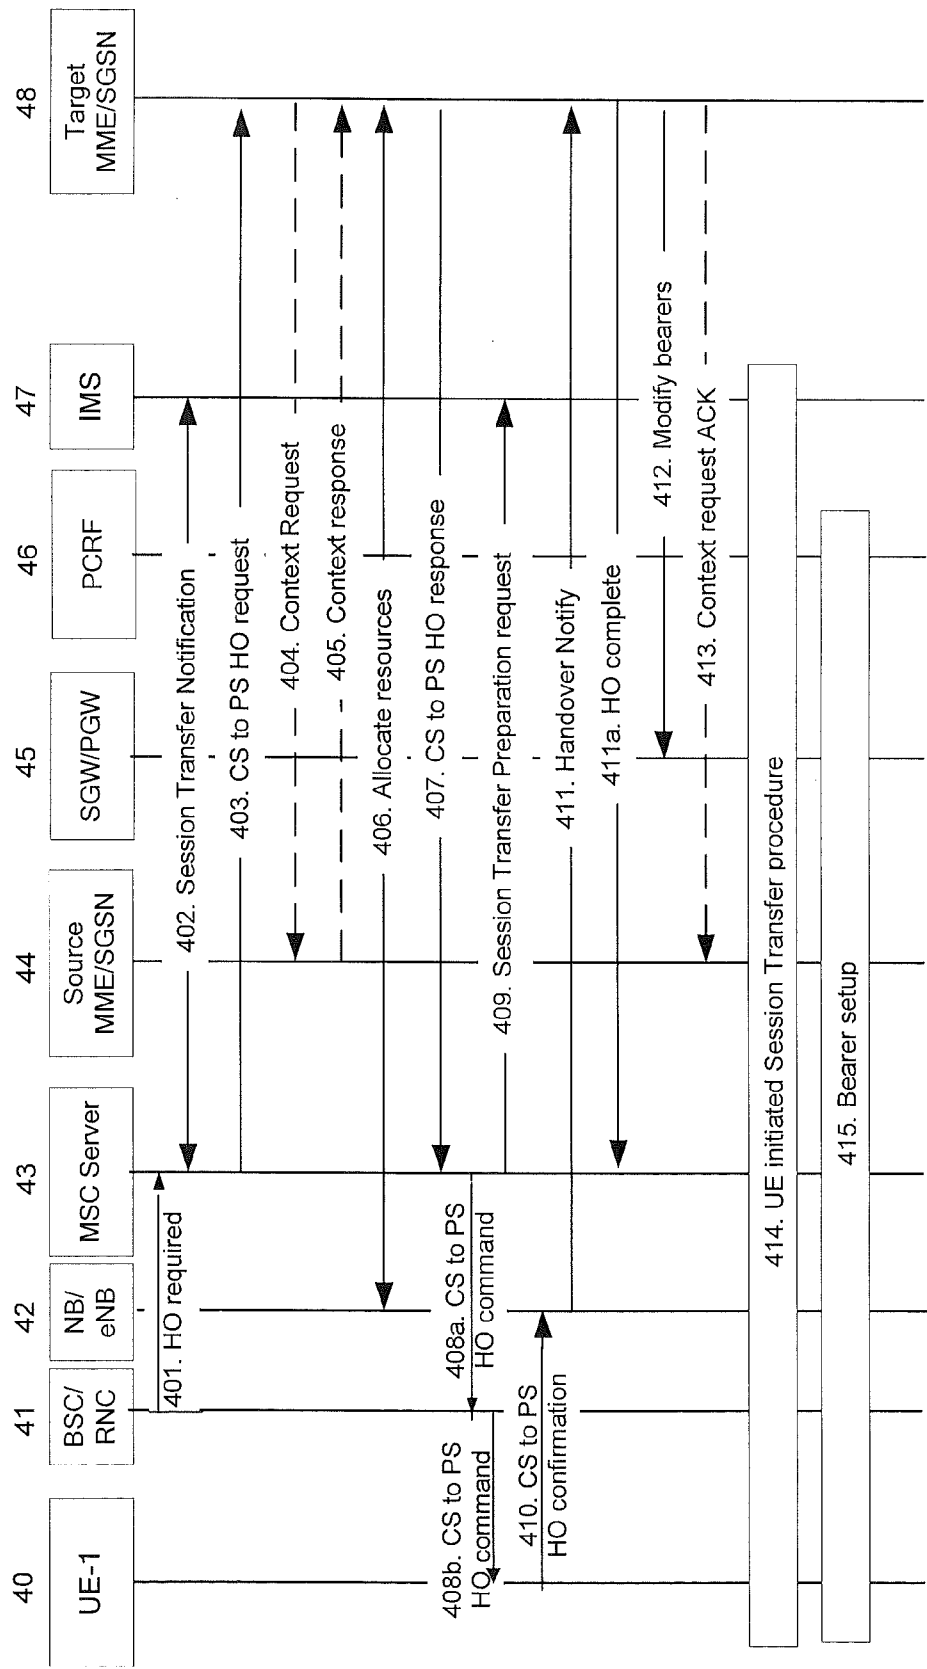 40
UE-1
41
BSC/
RNC
42
NB/
eNB
43
MSC Server
44
Source
MME/SGSN
45
SGW/PGW
46
PCRF
47
IMS
48
Target
MME/SGSN
401. HO required
402. Session Transfer Notification
403. CS to PS HO request
404. Context Request
405. Context response
406. Allocate resources
407. CS to PS HO response
408a. CS to PS
HO command
408b. CS to PS
HO command
409. Session Transfer Preparation request
410. CS to PS
HO confirmation
411. Handover Notify
411a. HO complete
412. Modify bearers
413. Context request ACK
414. UE initiated Session Transfer procedure
415. Bearer setup